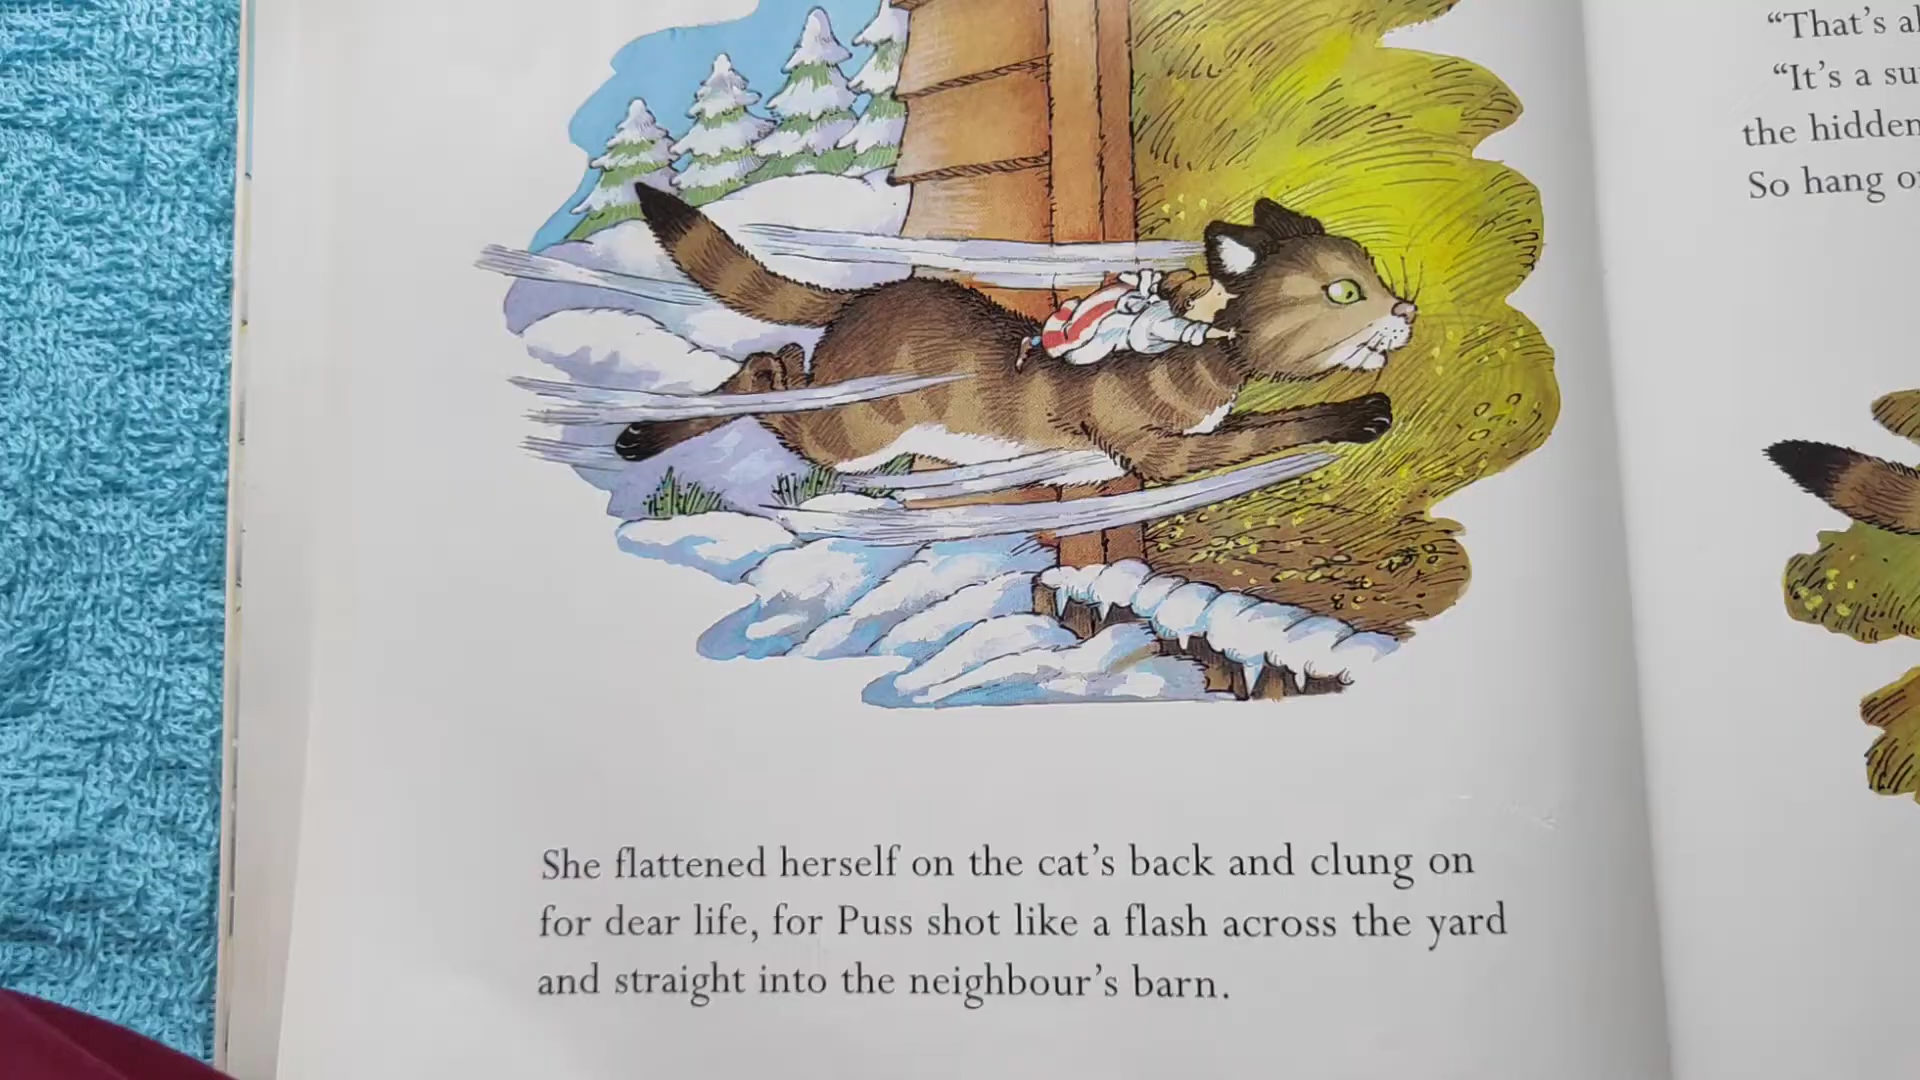 She flattened herself on the cat's back and clung on
for dear life, for Puss shot like a flash across the yard
and straight into the neighbour's barn.
"That's
"It's a
the hidden
So hang